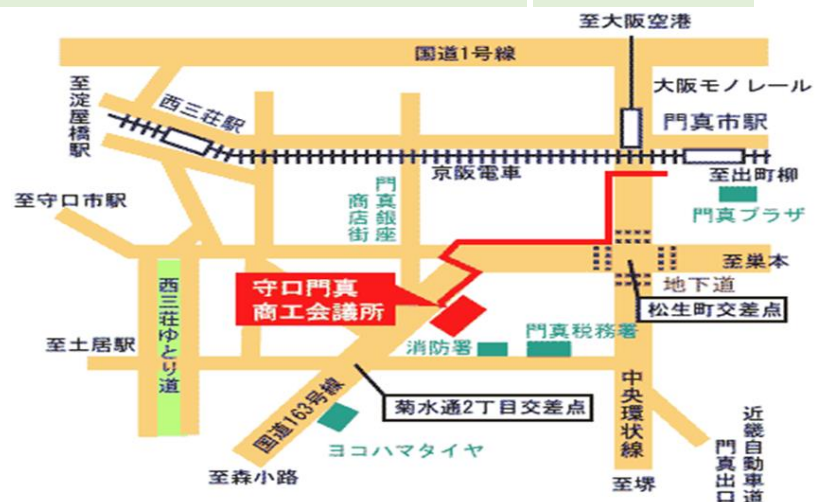 至大阪空港
国道1号線
大阪モノレール
至淀屋橋駅
西三荘駅
門真市駅
京阪電車
至出町柳
門真プラザ
至守口市駅
門真銀座
商店街
至巣本
地下道
守口門真
商工会議所
松生町交差点
西三荘ゆとり道
門真税務署
消防署
至土居駅
菊水通2丁目交差点
中央環状線
国道163号線
ヨコハマタイヤ
近畿自動車道
門真出口
至森小路
至堺